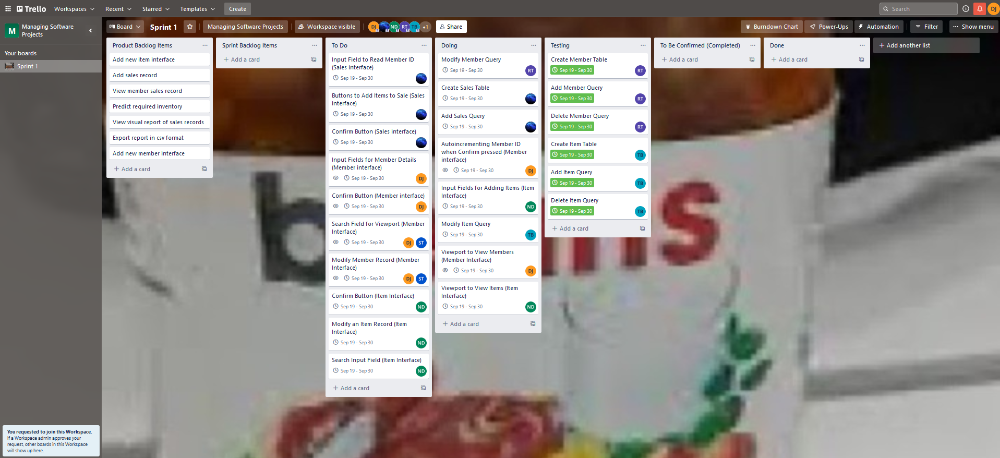 Trello
Workspaces
Recent
Starred
Templates
Create
Search
DJ
M
Managing Software
Projects
Your boards
Sprint 1
You requested to join this Workspace.
If a Workspace admin approves your
request, other boards in this Workspace
will show up here.
Board
Sprint 1
Managing Software Projects
Workspace visible
DJ
ND
RT
TB
+1
Share
Burndown Chart
Power-Ups
Automation
Filter
Show menu
Product Backlog Items
Add new item interface
Add sales record
View member sales record
Predict required inventory
View visual report of sales records
Export report in csv format
Add new member interface
+ Add a card
Sprint Backlog Items
+ Add a card
To Do
Input Field to Read Member ID
(Sales interface)
Sep 19 - Sep 30
Buttons to Add Items to Sale (Sales
interface)
Sep 19 - Sep 30
Confirm Button (Sales interface)
Sep 19 - Sep 30
Input Fields for Member Details
(Member interface)
Sep 19 - Sep 30
DJ
Confirm Button (Member interface)
Sep 19 - Sep 30
DJ
Search Field for Viewport (Member
Interface)
Sep 19 - Sep 30
DJ
ST
Modify Member Record (Member
Interface)
Sep 19 - Sep 30
DJ
ST
Confirm Button (Item Interface)
Sep 19 - Sep 30
ND
Modify an Item Record (Item
Interface)
Sep 19 - Sep 30
ND
Search Input Field (Item Interface)
Sep 19 - Sep 30
ND
+ Add a card
Doing
Modify Member Query
Sep 19 - Sep 30
RT
Create Sales Table
Sep 19 - Sep 30
Add Sales Query
Sep 19 - Sep 30
Autoincrementing Member ID
when Confirm pressed (Member
interface)
Sep 19 - Sep 30
DJ
Input Fields for Adding Items (Item
Interface)
Sep 19 - Sep 30
ND
Modify Item Query
Sep 19 - Sep 30
TB
Viewport to View Members
(Member Interface)
Sep 19 - Sep 30
DJ
Viewport to View Items (Item
Interface)
Sep 19 - Sep 30
ND
+ Add a card
Testing
Create Member Table
Sep 19 - Sep 30
RT
Add Member Query
Sep 19 - Sep 30
RT
Delete Member Query
Sep 19 - Sep 30
RT
Create Item Table
Sep 19 - Sep 30
TB
Add Item Query
Sep 19 - Sep 30
TB
Delete Item Query
Sep 19 - Sep 30
TB
+ Add a card
To Be Confirmed (Completed)
+ Add a card
Done
+ Add a card
+ Add another list